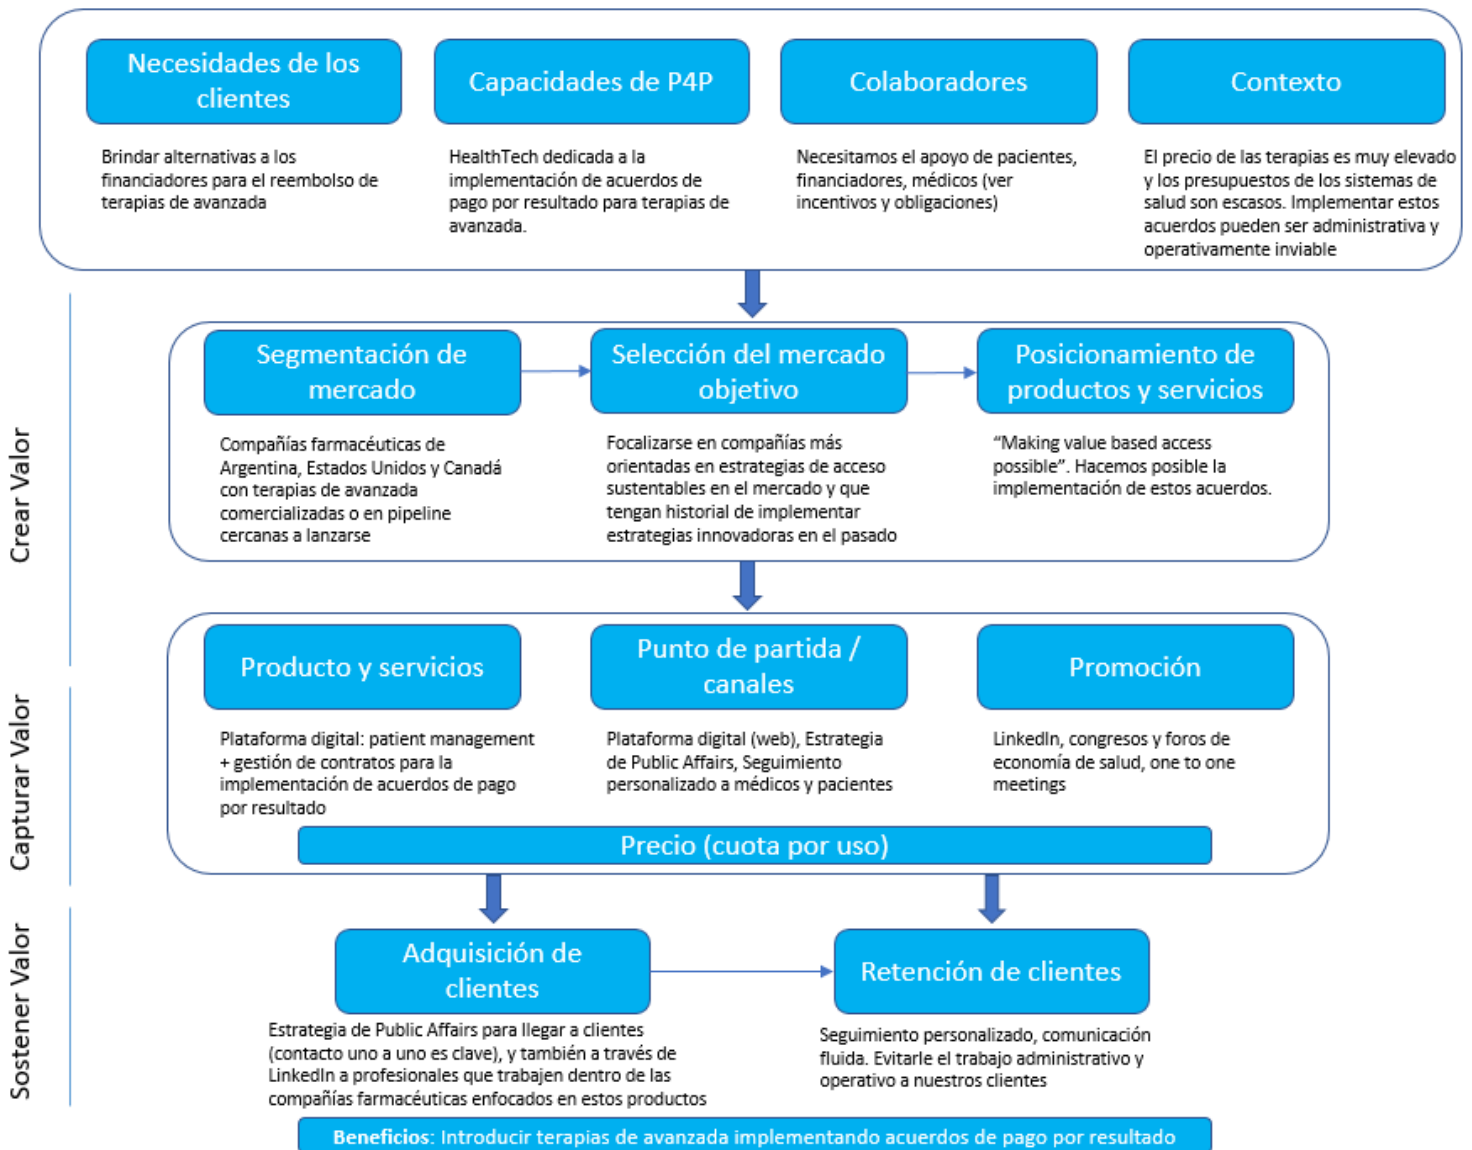 Necesidades de los
clientes
Capacidades de P4P
Colaboradores
Contexto
Brindar alternativas a los
financiadores para el reembolso de
terapias de avanzada
HealthTech dedicada a la
implementación de acuerdos de
pago por resultado para terapias de
avanzada.
Necesitamos el apoyo de pacientes,
financiadores, médicos (ver
incentivos y obligaciones)
El precio de las terapias es muy elevado
y los presupuestos de los sistemas de
salud son escasos. Implementar estos
acuerdos pueden ser administrativa y
operativamente inviable
Crear Valor
Segmentación de
mercado
Selección del mercado
objetivo
Posicionamiento de
productos y servicios
Compañías farmacéuticas de
Argentina, Estados Unidos y Canadá
con terapias de avanzada
comercializadas o en pipeline
cercanas a lanzarse
Focalizarse en compañías más
orientadas en estrategias de acceso
sustentables en el mercado y que
tengan historial de implementar
estrategias innovadoras en el pasado
“Making value based access
possible”. Hacemos posible la
implementación de estos acuerdos.
Capturar Valor
Producto y servicios
Punto de partida /
canales
Promoción
Plataforma digital: patient management
+ gestión de contratos para la
implementación de acuerdos de pago
por resultado
Plataforma digital (web), Estrategia
de Public Affairs, Seguimiento
personalizado a médicos y pacientes
LinkedIn, congresos y foros de
economía de salud, one to one
meetings
Precio (cuota por uso)
Sostener Valor
Adquisición de
clientes
Retención de clientes
Estrategia de Public Affairs para llegar a clientes
(contacto uno a uno es clave), y también a través de
LinkedIn a profesionales que trabajen dentro de las
compañías farmacéuticas enfocados en estos productos
Seguimiento personalizado, comunicación
fluida. Evitarle el trabajo administrativo y
operativo a nuestros clientes
Beneficios: Introducir terapias de avanzada implementando acuerdos de pago por resultado